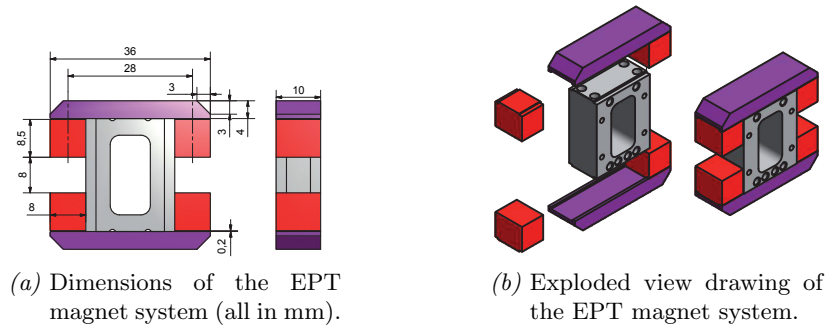 36
28
3
10
8,5
3
4
8
8
0,2
(a) Dimensions of the EPT
magnet system (all in mm).
(b) Exploded view drawing of
the EPT magnet system.